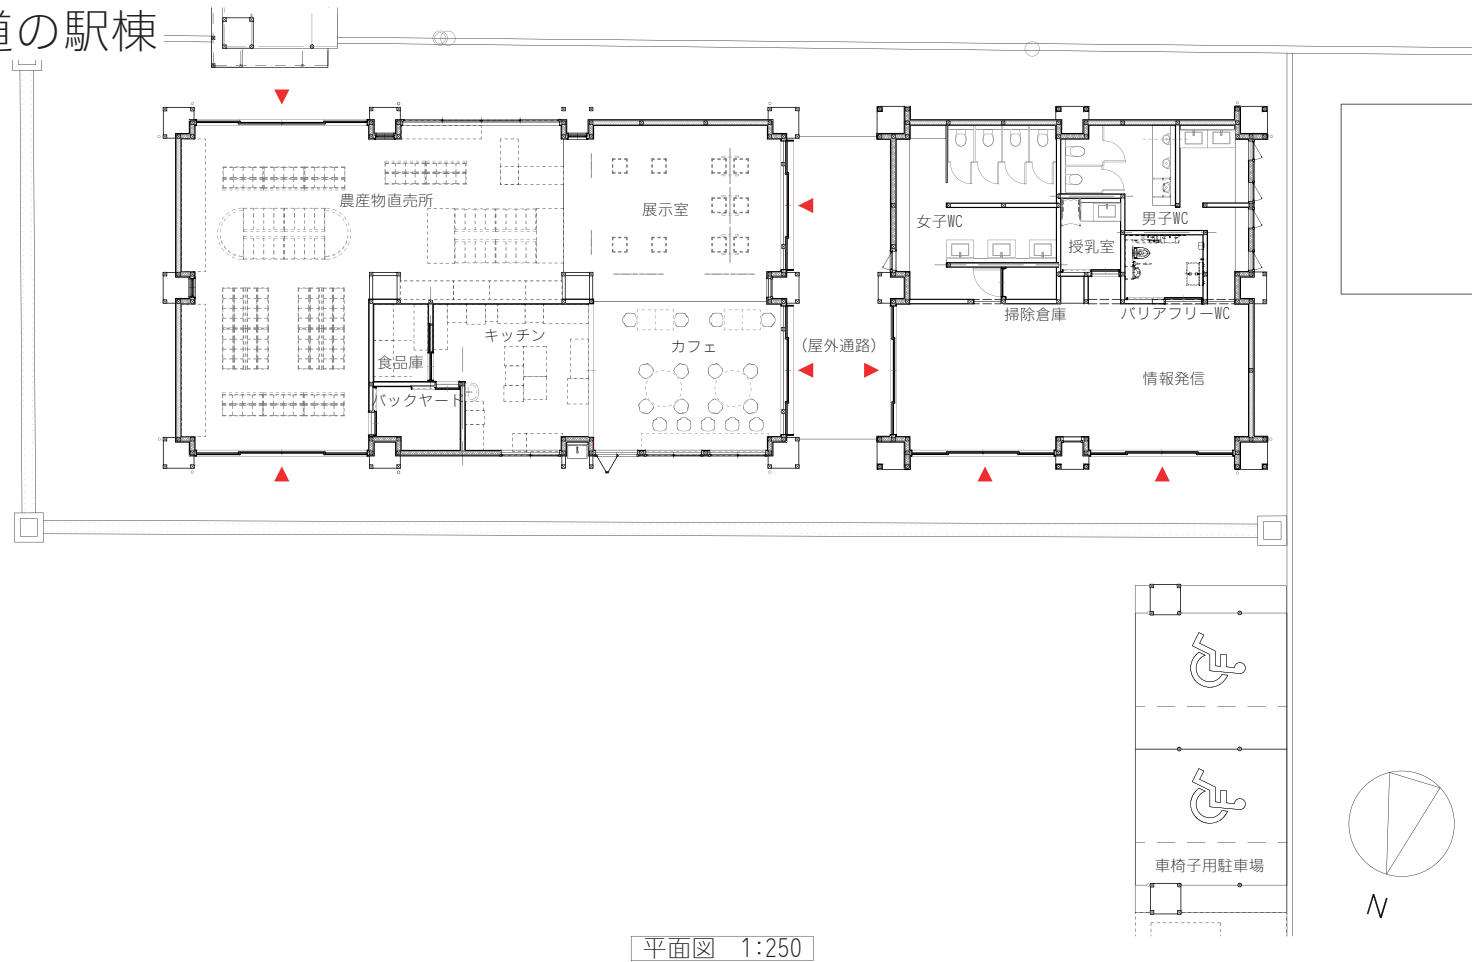 道の駅棟
農産物直売所
展示室
女子WC
男子WC
授乳室
掃除倉庫
バリアフリーWC
キッチン
カフェ
(屋外通路)
食品庫
バックヤード
情報発信
車椅子用駐車場
N
平面図 1:250